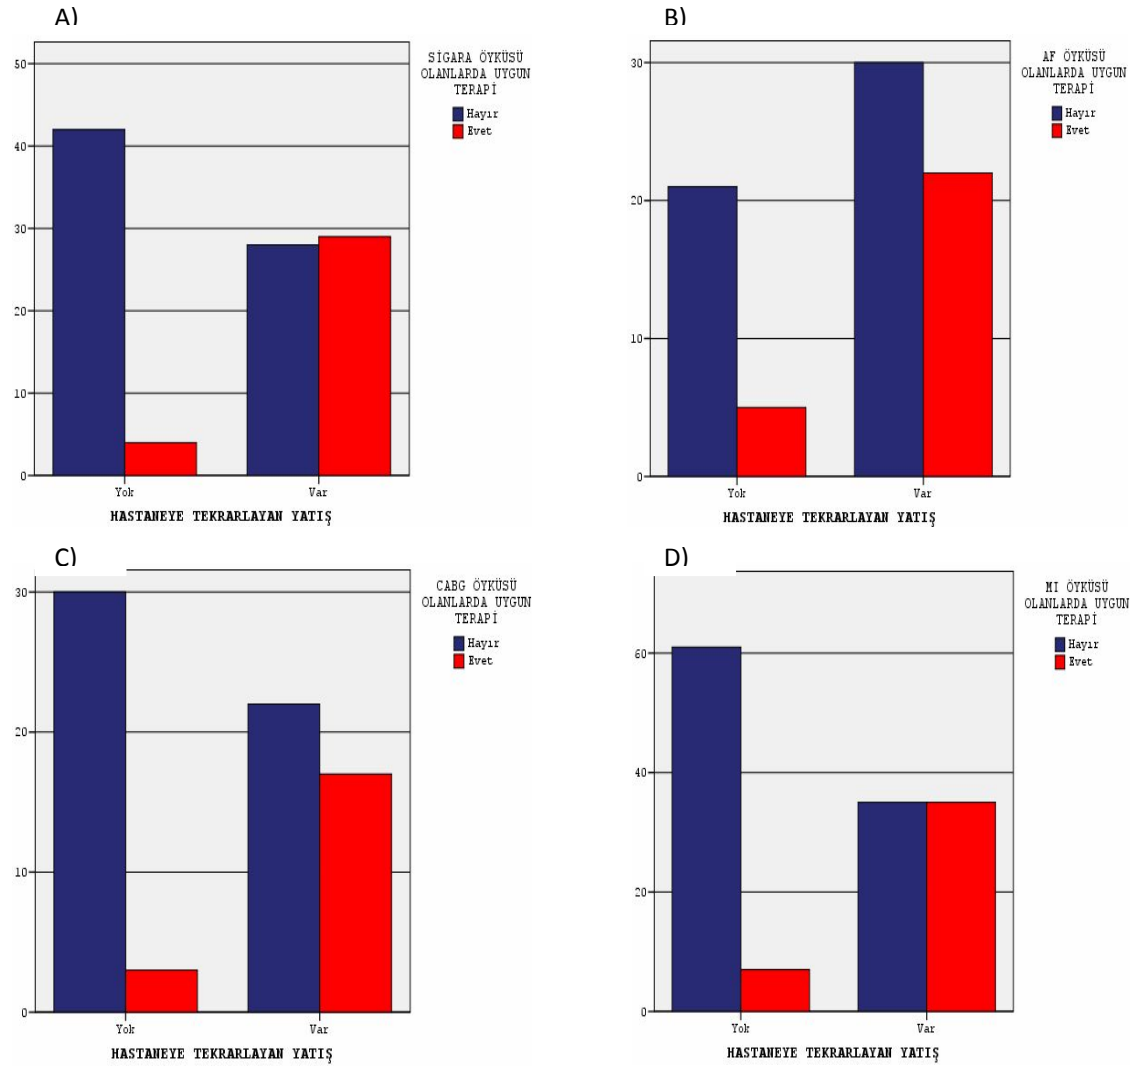 A)
SİGARA ÖYKÜSÜ
OLANLARDA UYGUN
TERAPİ
Hayır
Evet
50
40
30
20
10
0
Yok
Var
HASTANEYE TEKRARLAYAN YATIŞ
B)
AF ÖYKÜSÜ
OLANLARDA UYGUN
TERAPİ
Hayır
Evet
30
20
10
0
Yok
Var
HASTANEYE TEKRARLAYAN YATIŞ
C)
CABG ÖYKÜSÜ
OLANLARDA UYGUN
TERAPİ
Hayır
Evet
30
20
10
0
Yok
Var
HASTANEYE TEKRARLAYAN YATIŞ
D)
MI ÖYKÜSÜ
OLANLARDA UYGUN
TERAPİ
Hayır
Evet
60
40
20
0
Yok
Var
HASTANEYE TEKRARLAYAN YATIŞ